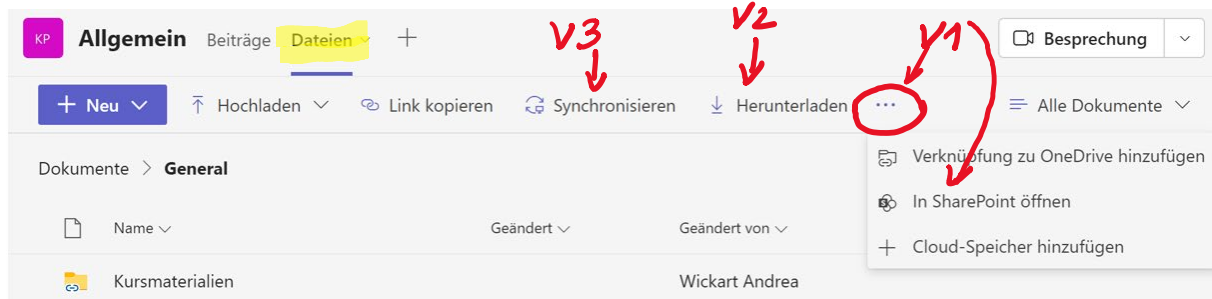 V3 V2 V1
KP Allgemein Beiträge Dateien Besprechung
Neu Hochladen Link kopieren Synchronisieren Herunterladen ... Alle Dokumente
Verknüpfung zu OneDrive hinzufügen
Dokumente > General
In SharePoint öffnen
Name Geändert Geändert von
Cloud-Speicher hinzufügen
Kursmaterialien Wickart Andrea